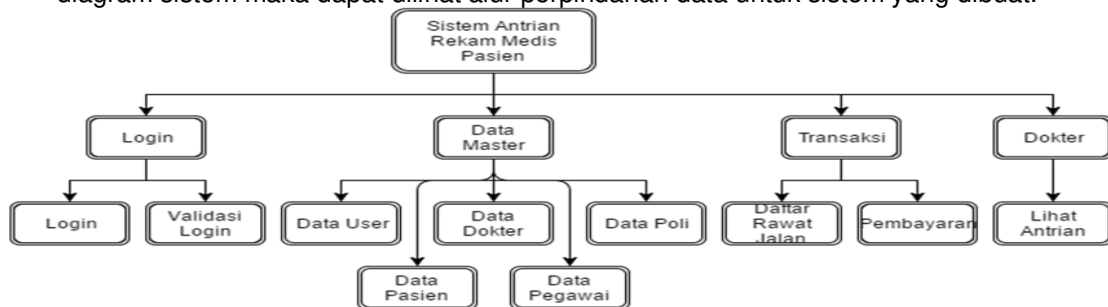 diagram sistem maka dapat dilihat alur perpindahan data untuk sistem yang dibuat.
Sistem Antrian
Rekam Medis
Pasien
Login
Data
Master
Transaksi
Dokter
Login
Validasi
Login
Data User
Data
Dokter
Data Poli
Daftar
Rawat
Jalan
Pembayaran
Lihat
Antrian
Data
Pasien
Data
Pegawai